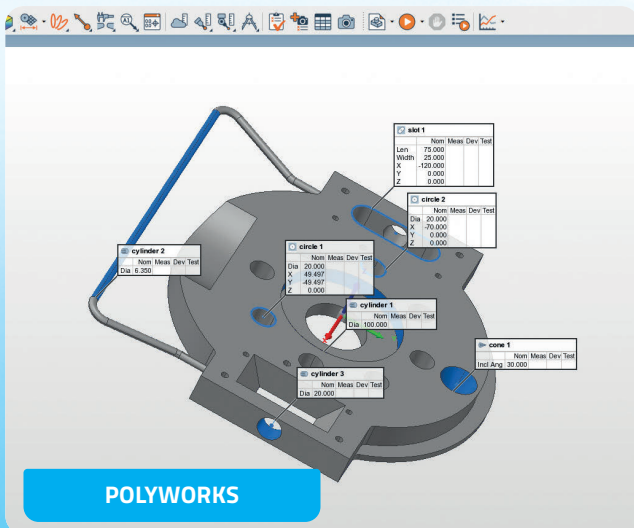 slot 1
Nom Meas Dev Test
Len 75.000
Width 25.000
X -120.000
Y 0.000
Z 0.000
circle 2
Nom Meas Dev Test
Dia 20.000
X -70.000
Y 0.000
Z 0.000
cylinder 2
Nom Meas Dev Test
Dia 6.350
circle 1
Nom Meas Dev Test
Dia 20.000
X 49.497
Y -49.497
Z 0.000
cylinder 1
Nom Meas Dev Test
Dia 100.000
cone 1
Nom Meas Dev Test
Incl Ang 30.000
cylinder 3
Nom Meas Dev Test
Dia 20.000
POLYWORKS